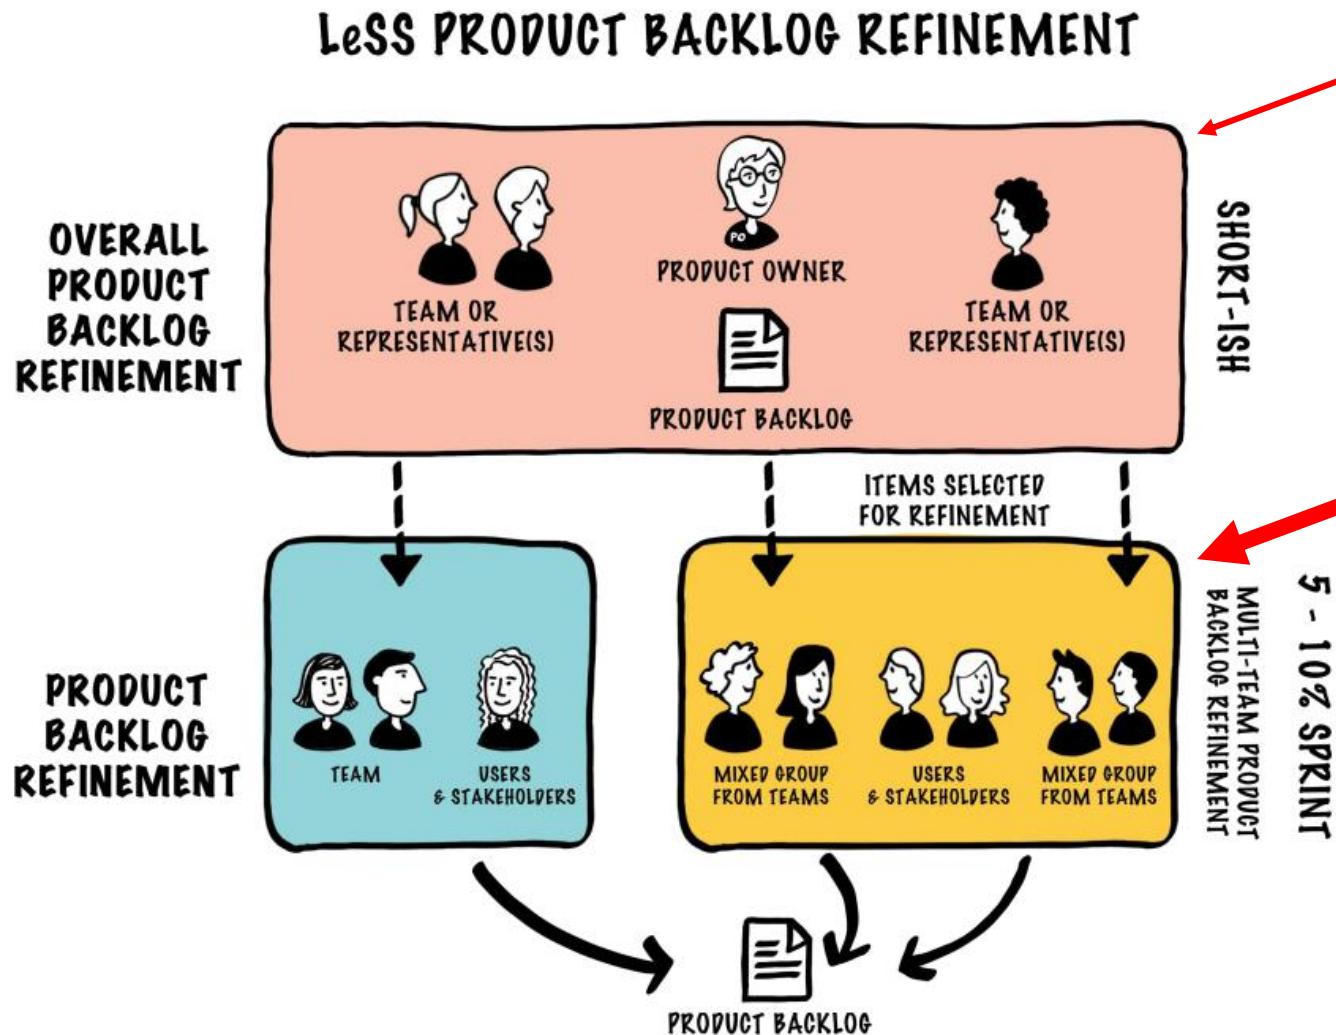 LeSS PRODUCT BACKLOG REFINEMENT
OVERALL
PRODUCT
BACKLOG
REFINEMENT
TEAM OR
REPRESENTATIVE(S)
PO
PRODUCT OWNER
PRODUCT BACKLOG
TEAM OR
REPRESENTATIVE(S)
SHORT-ISH
ITEMS SELECTED
FOR REFINEMENT
PRODUCT
BACKLOG
REFINEMENT
TEAM
USERS
& STAKEHOLDERS
MIXED GROUP
FROM TEAMS
USERS
& STAKEHOLDERS
MIXED GROUP
FROM TEAMS
MULTI-TEAM PRODUCT
BACKLOG REFINEMENT
5 - 10% SPRINT
PRODUCT BACKLOG